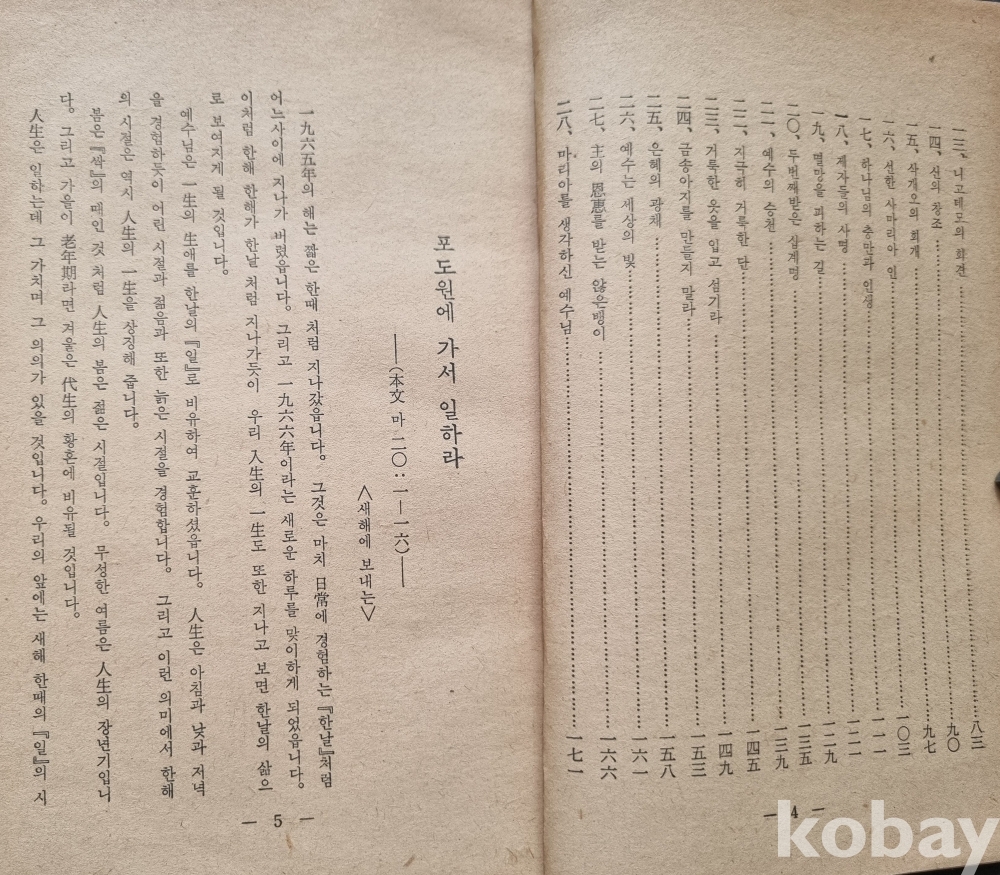 一三、니고데모의 회견……八三
一四、신의 창조……九〇
一五、삭개오의 회개……九七
一六、선한 사마리아 인……一〇三
一七、하나님의 충만과 인생……一一一
一八、제자들의 사명……一二一
一九、멸망을 피하는 길……一二九
二〇、두번째받은 십계명……一三五
二一、예수의 승천……一三九
二二、지극히 거룩한 단……一四五
二三、거룩한 옷을 입고 섬기라……一四九
二四、금송아지를 만들지 말라……一五三
二五、은혜의 광채……一五八
二六、예수는 세상의 빛……一六一
二七、主의 恩惠를 받는 않은뱅이……一六六
二八、마리아를 생각하신 예수님……一七一
— 4 —
포도원에 가서 일하라
——(本文 마 二〇:一—一六)——
<새해에 보내는>
一九六五년의 해는 짧은 한때 처럼 지나갔읍니다。그것은 마치 日常에 경험하는『한날』처럼
어느사이에 지나가 버렸읍니다。그리고 一九六六年이라는 새로운 하루를 맞이하게 되었읍니다。
이처럼 한해 한해가 한날 처럼 지나가듯이 우리 人生의 一生도 또한 지나고 보면 한날의 삶으
로 보여지게 될 것입니다。
예수님은 一生의 生애를 한날의『일』로 비유하여 교훈하셨읍니다。人生은 아침과 낮과 저녁
을 경험하듯이 어린 시절과 젊음과 또한 늙은 시절을 경험합니다。그리고 이런 의미에서 한해
의 시절은 역시 人生의 一生을 상징해 줍니다。
봄은『싹』의 때인 것 처럼 人生의 봄은 젊은 시절입니다。무성한 여름은 人生의 장년기입니
다。그리고 가을이 老年期라면 겨울은 代生의 황혼에 비유될 것입니다。
人生은 일하는데 그 가치며 그 의의가 있을 것입니다。우리의 앞에는 새해 한때의『일』의 시
— 5 —
kobay